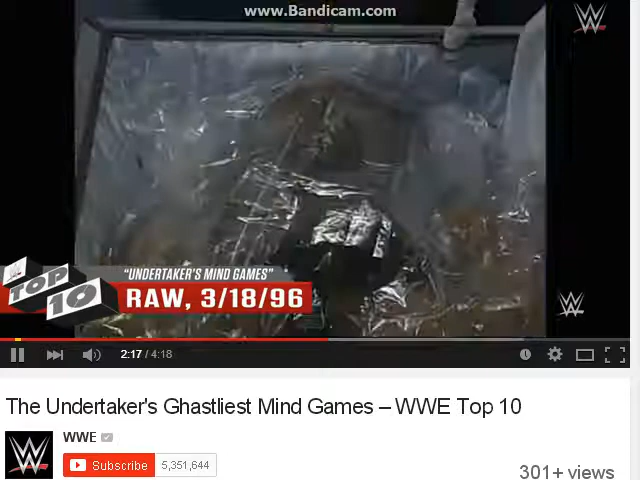 www.Bandicam.com
"UNDERTAKER'S MIND GAMES"
TOP 10
RAW, 3/18/96
2:17 / 4:18
The Undertaker's Ghastliest Mind Games – WWE Top 10
WWE
Subscribe 5,351,644
301+ views